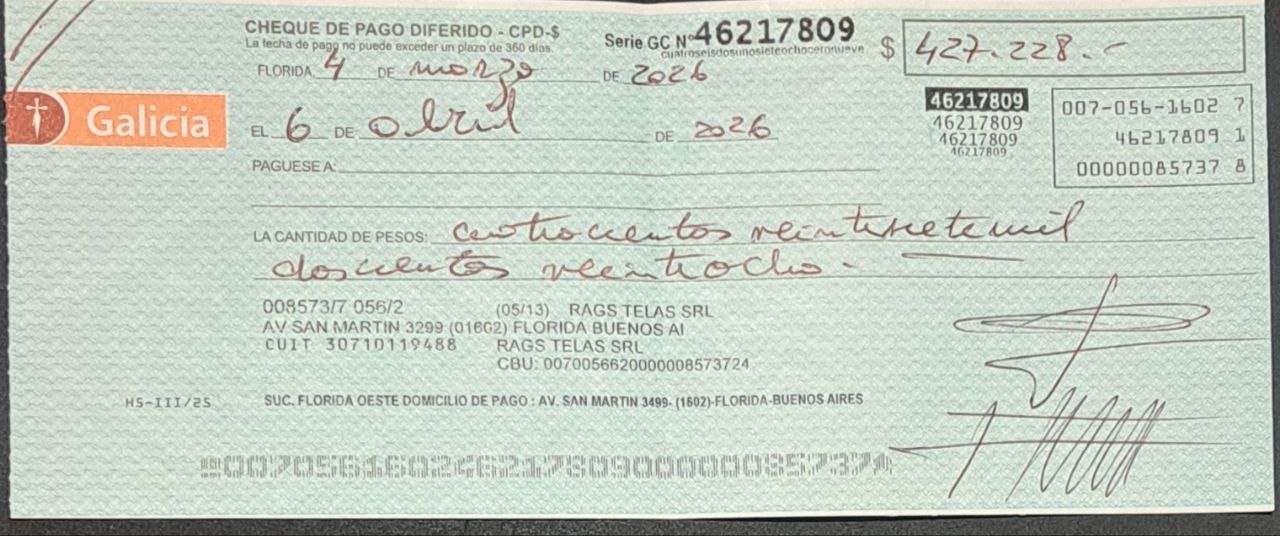 CHEQUE DE PAGO DIFERIDO - CPD-$
La fecha de pago no puede exceder un plazo de 360 días.
Serie GC Nº 46217809
cuatroseisdosunosieteochoceronueve
$ 427.228.-
FLORIDA 4 DE marzo DE 2026
Galicia
EL 6 DE abril DE 2026
46217809
46217809
46217809
46217809
007-056-1602 7
46217809 1
00000085737 8
PAGUESE A:
LA CANTIDAD DE PESOS: cuatrocientos veintisiete mil
doscientos veintiocho.-
008573/7 056/2 (05/13) RAGS TELAS SRL
AV SAN MARTIN 3299 (01602) FLORIDA BUENOS AI
CUIT 30710119488 RAGS TELAS SRL
CBU: 0070056620000008573724
HS-III/25
SUC. FLORIDA OESTE DOMICILIO DE PAGO : AV. SAN MARTIN 3499- (1602)-FLORIDA-BUENOS AIRES